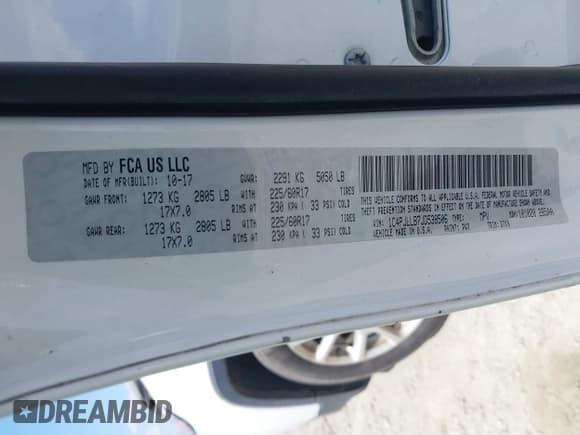 MFD BY FCA US LLC
DATE OF MFR(BUILT): 10-17 GVWR: 2291 KG 5050 LB
GAWR FRONT: 1273 KG 2805 LB 225/60R17 TIRES
17X7.0 RIMS AT 230 KPA ( 33 PSI) COLD
GAWR REAR: 1273 KG 2805 LB 225/60R17 TIRES
17X7.0 RIMS AT 230 KPA ( 33 PSI) COLD
THIS VEHICLE CONFORMS TO ALL APPLICABLE U.S.A. FEDERAL MOTOR VEHICLE SAFETY AND
THEFT PREVENTION STANDARDS IN EFFECT ON THE DATE OF MANUFACTURE SHOWN ABOVE.
VIN: TYPE: MPV
VEHICLE MADE IN U.S.A. PAINT: PW7
DREAMBID